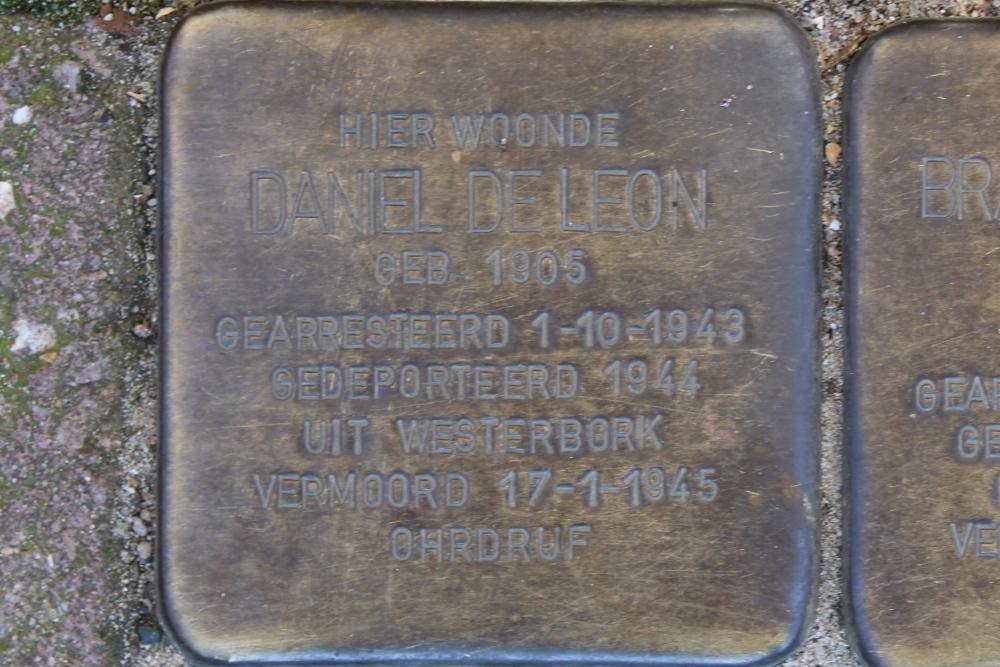 HIER WOONDE
DANIEL DE LEON
GEB. 1905
GEARRESTEERD 1-10-1943
GEDEPORTEERD 1944
UIT WESTERBORK
VERMOORD 17-1-1945
OHRDRUF